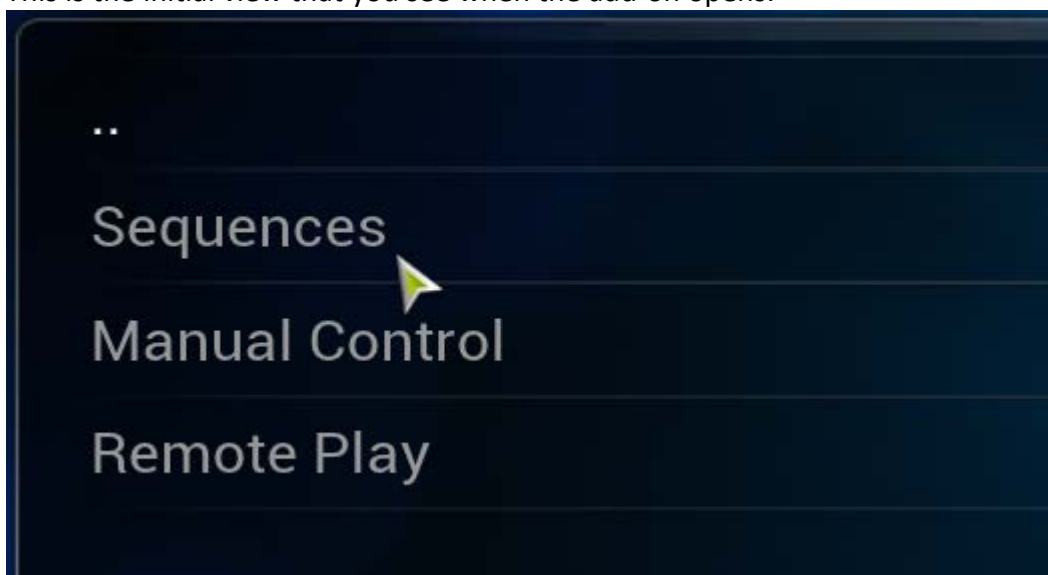 This is the initial view that you see when the add-on opens.
..
Sequences
Manual Control
Remote Play